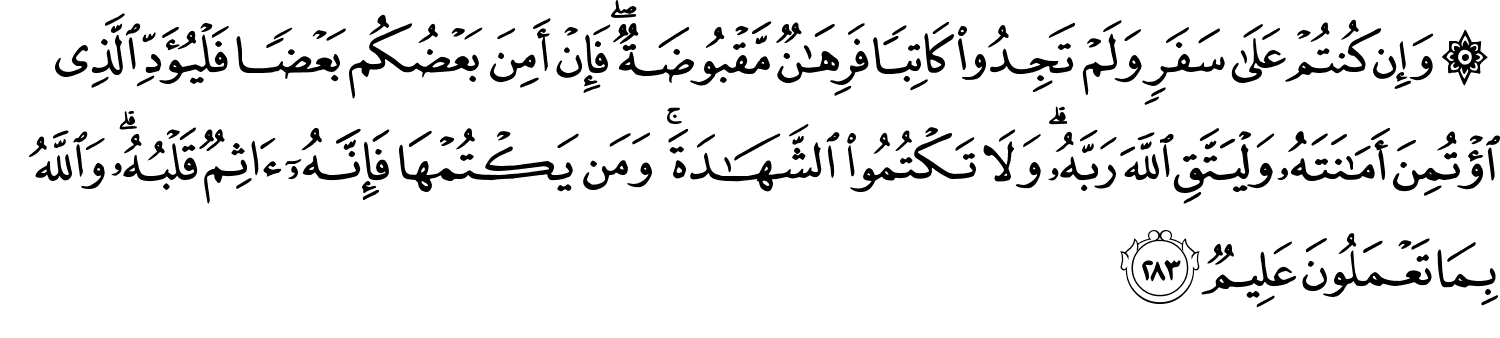 ۞ وَإِن كُنتُمْ عَلَىٰ سَفَرٍ وَلَمْ تَجِدُوا۟ كَاتِبًا فَرِهَـٰنٌ مَّقْبُوضَةٌ ۖ فَإِنْ أَمِنَ بَعْضُكُم بَعْضًا فَلْيُؤَدِّ ٱلَّذِى
ٱؤْتُمِنَ أَمَـٰنَتَهُۥ وَلْيَتَّقِ ٱللَّهَ رَبَّهُۥ ۗ وَلَا تَكْتُمُوا۟ ٱلشَّهَـٰدَةَ ۚ وَمَن يَكْتُمْهَا فَإِنَّهُۥٓ ءَاثِمٌ قَلْبُهُۥ ۗ وَٱللَّهُ
بِمَا تَعْمَلُونَ عَلِيمٌ ٢٨٣